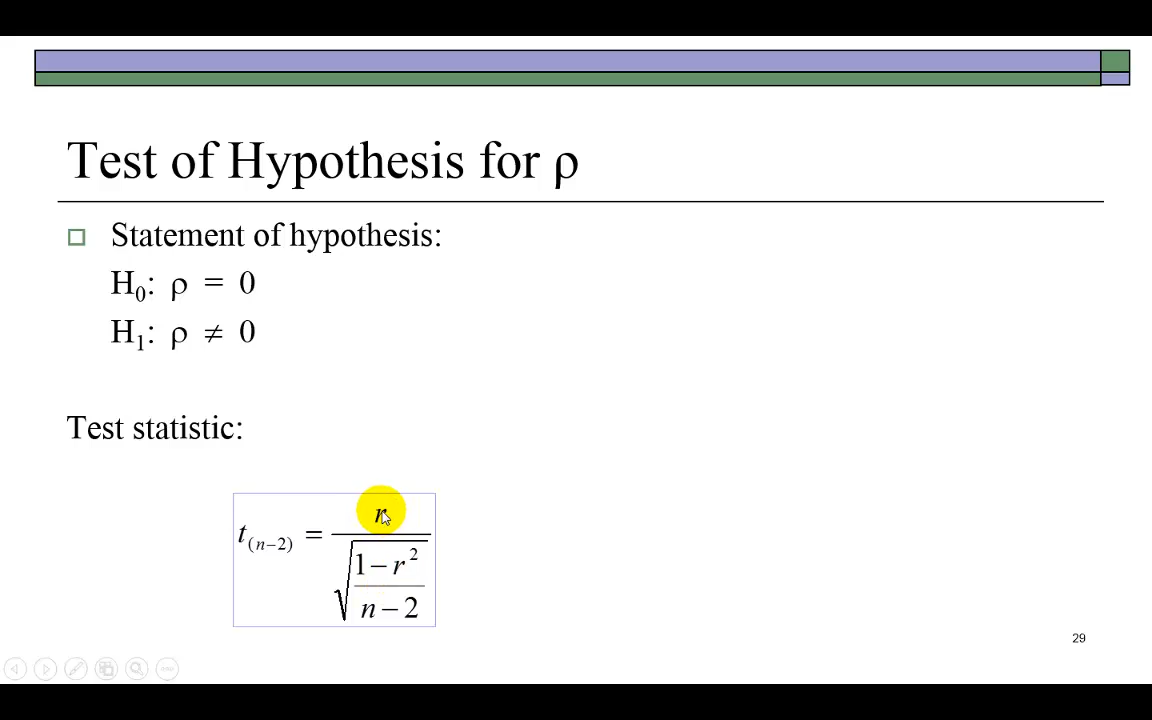 Test of Hypothesis for ρ
Statement of hypothesis:
H₀: ρ = 0
H₁: ρ ≠ 0
Test statistic:
t₍ₙ₋₂₎ = r / √((1 − r²) / (n − 2))
29